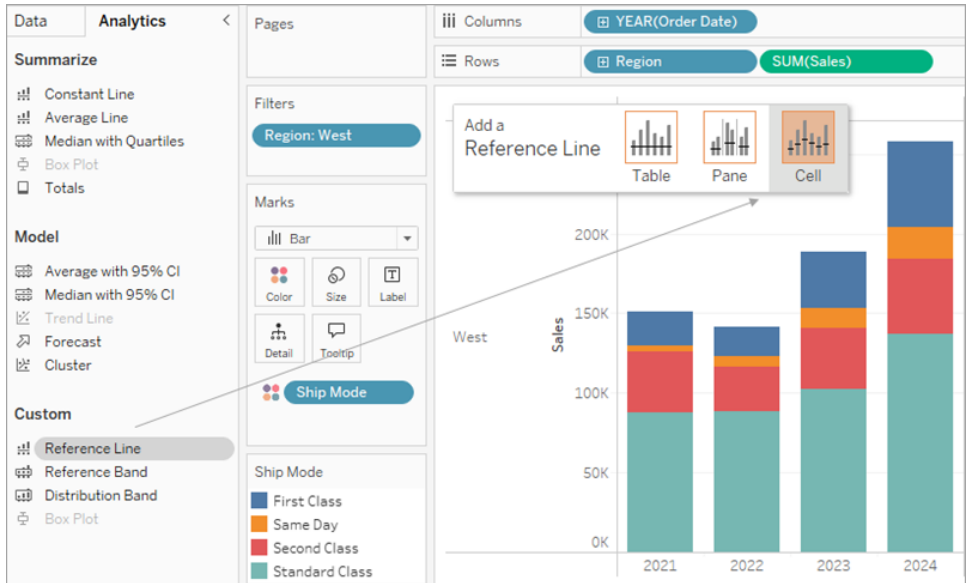 Data
Analytics
Summarize
Constant Line
Average Line
Median with Quartiles
Box Plot
Totals
Model
Average with 95% CI
Median with 95% CI
Trend Line
Forecast
Cluster
Custom
Reference Line
Reference Band
Distribution Band
Box Plot
Pages
Filters
Region: West
Marks
Bar
Color
Size
Label
Detail
Tooltip
Ship Mode
Ship Mode
First Class
Same Day
Second Class
Standard Class
Columns
YEAR(Order Date)
Rows
Region
SUM(Sales)
Add a
Reference Line
Table
Pane
Cell
West
Sales
200K
150K
100K
50K
0K
2021
2022
2023
2024